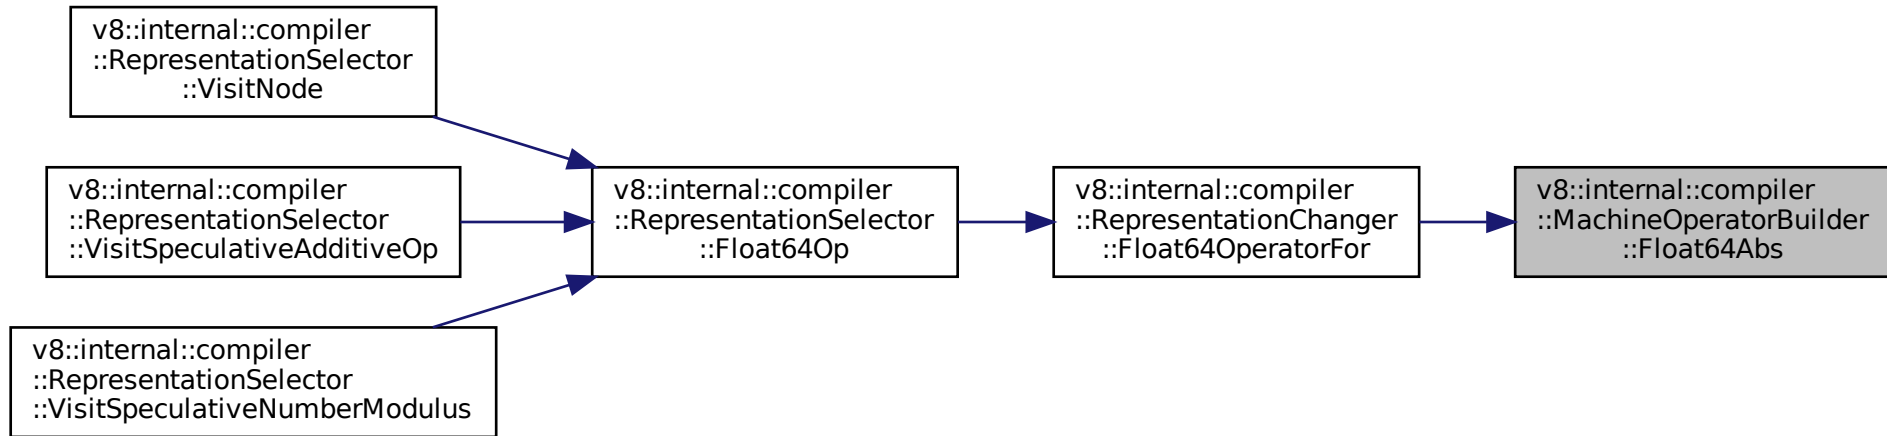 v8::internal::compiler
::RepresentationSelector
::VisitNode
v8::internal::compiler
::RepresentationSelector
::VisitSpeculativeAdditiveOp
v8::internal::compiler
::RepresentationSelector
::VisitSpeculativeNumberModulus
v8::internal::compiler
::RepresentationSelector
::Float64Op
v8::internal::compiler
::RepresentationChanger
::Float64OperatorFor
v8::internal::compiler
::MachineOperatorBuilder
::Float64Abs